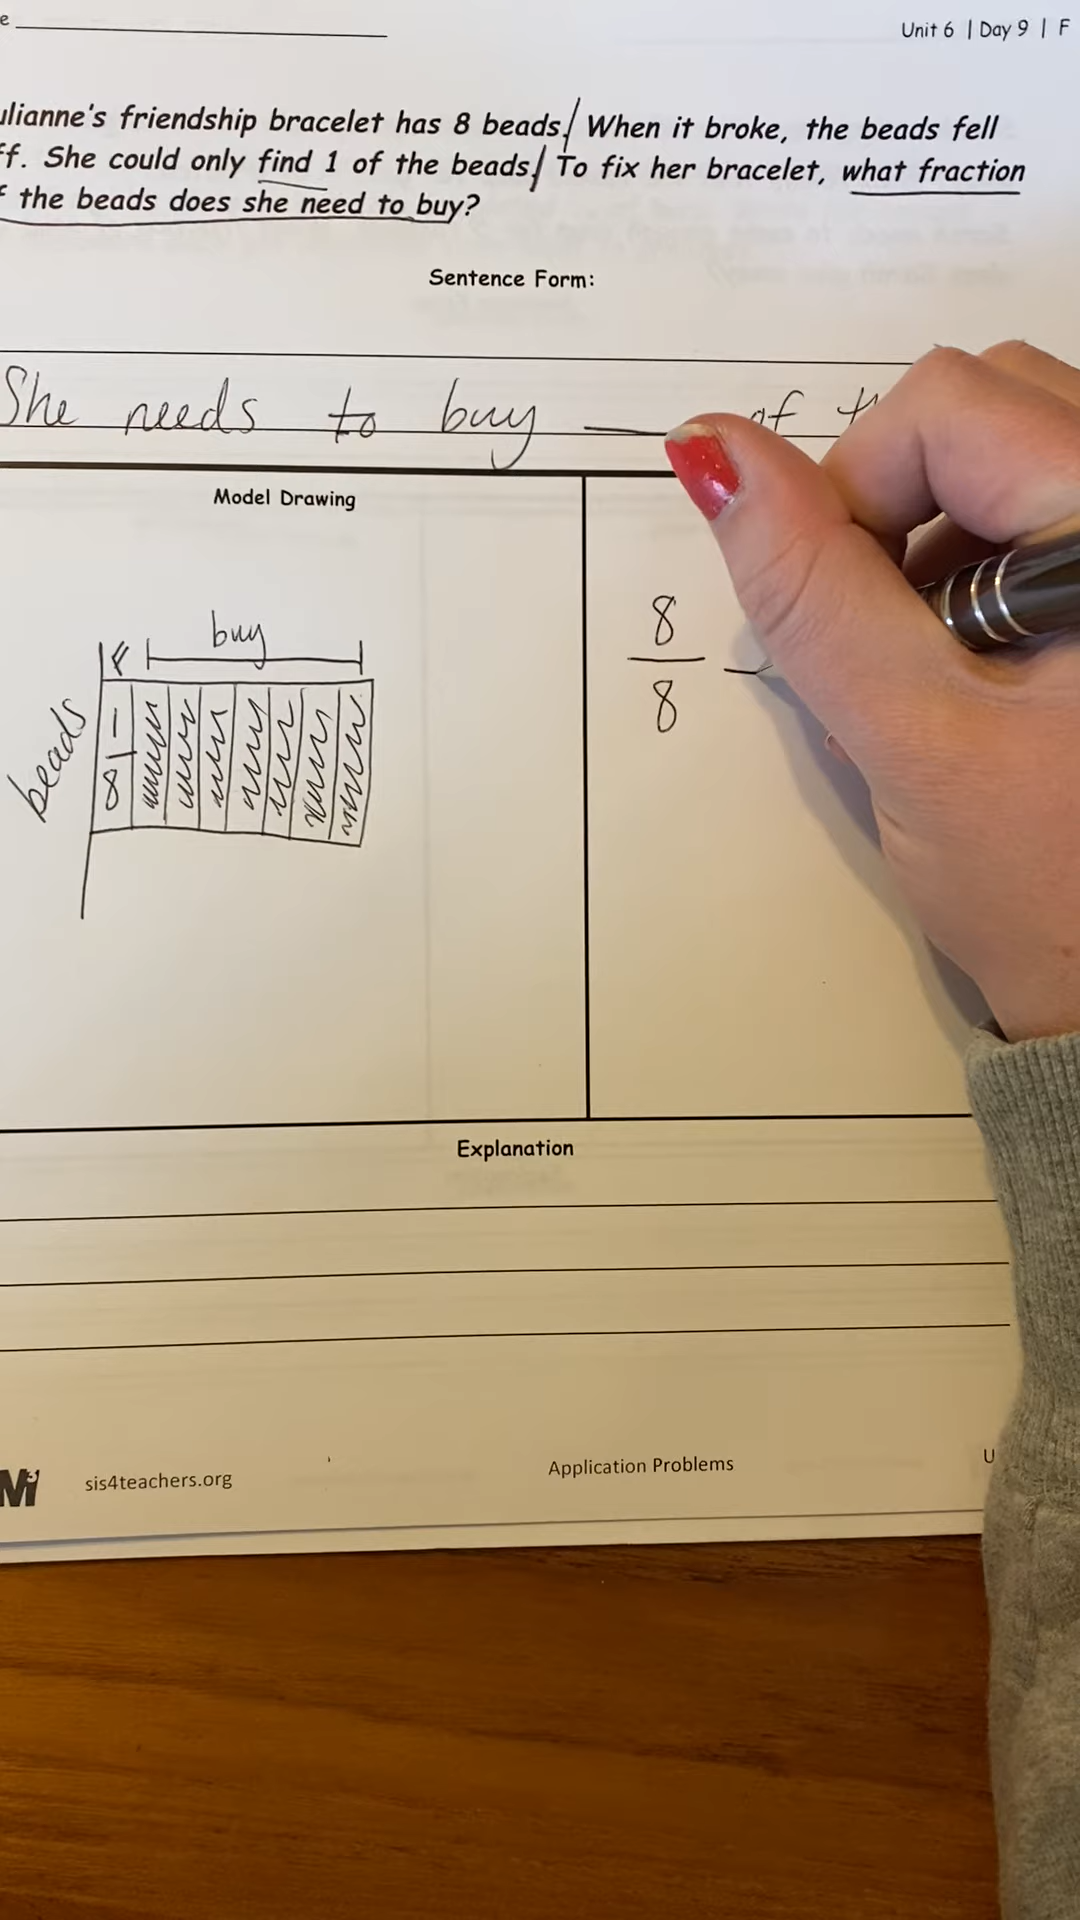 e
Unit 6 | Day 9 | F
ulianne's friendship bracelet has 8 beads. When it broke, the beads fell
ff. She could only find 1 of the beads. To fix her bracelet, what fraction
f the beads does she need to buy?
Sentence Form:
She needs to buy ____ of
Model Drawing
buy
F
beads
1
8
8
8
Explanation
M³
sis4teachers.org
Application Problems
U